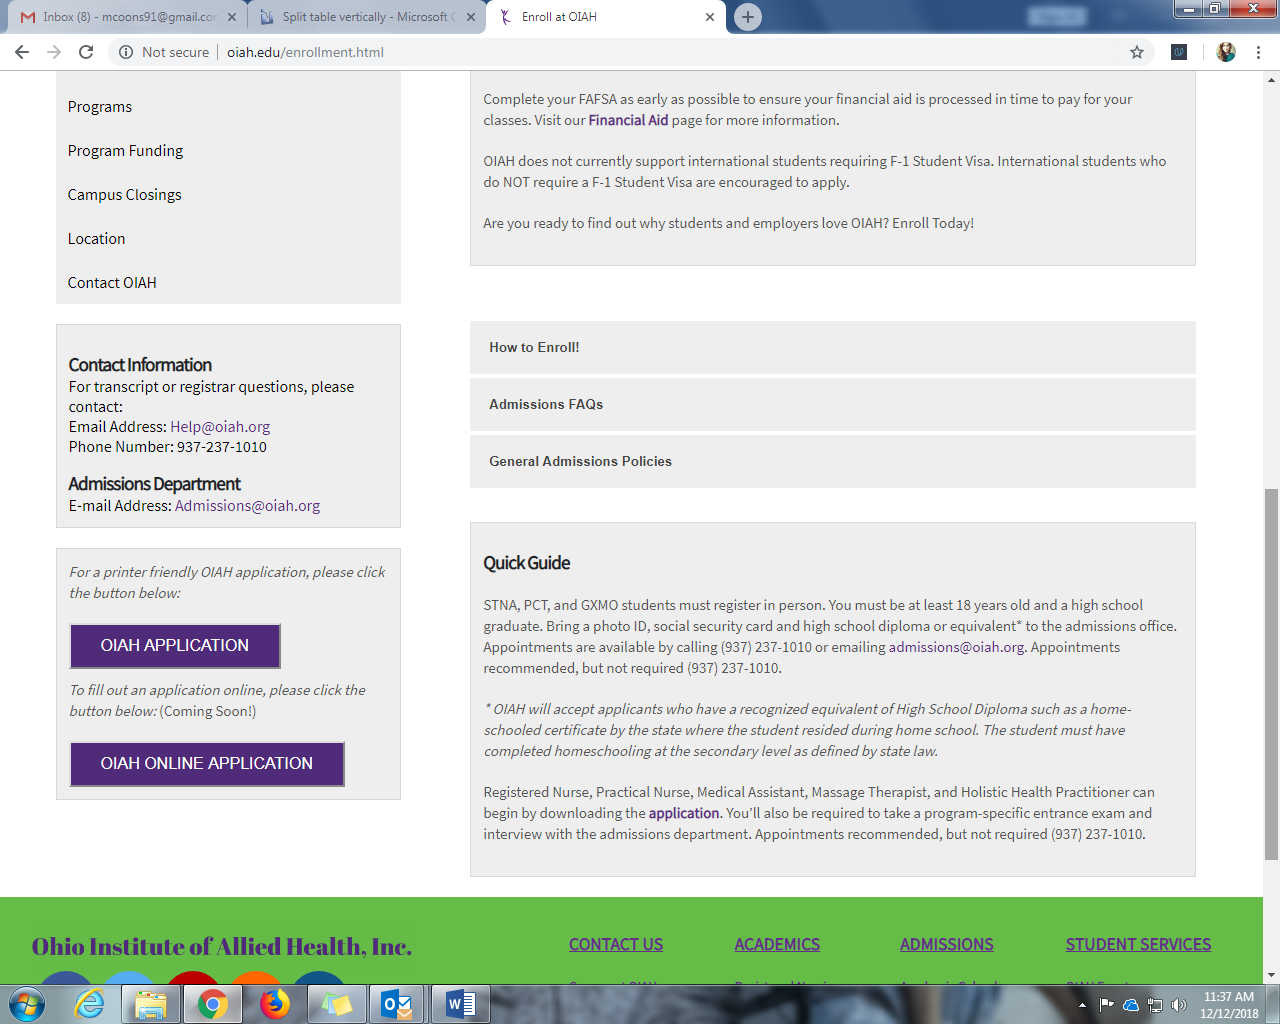 Inbox (8) - mcoons91@gmail.con
Split table vertically - Microsoft C
Enroll at OIAH
Not secure
oiah.edu/enrollment.html
Programs
Program Funding
Campus Closings
Location
Contact OIAH
Contact Information
For transcript or registrar questions, please
contact:
Email Address: Help@oiah.org
Phone Number: 937-237-1010
Admissions Department
E-mail Address: Admissions@oiah.org
For a printer friendly OIAH application, please click
the button below:
OIAH APPLICATION
To fill out an application online, please click the
button below: (Coming Soon!)
OIAH ONLINE APPLICATION
Complete your FAFSA as early as possible to ensure your financial aid is processed in time to pay for your
classes. Visit our Financial Aid page for more information.
OIAH does not currently support international students requiring F-1 Student Visa. International students who
do NOT require a F-1 Student Visa are encouraged to apply.
Are you ready to find out why students and employers love OIAH? Enroll Today!
How to Enroll!
Admissions FAQs
General Admissions Policies
Quick Guide
STNA, PCT, and GXMO students must register in person. You must be at least 18 years old and a high school
graduate. Bring a photo ID, social security card and high school diploma or equivalent* to the admissions office.
Appointments are available by calling (937) 237-1010 or emailing admissions@oiah.org. Appointments
recommended, but not required (937) 237-1010.
* OIAH will accept applicants who have a recognized equivalent of High School Diploma such as a home-
schooled certificate by the state where the student resided during home school. The student must have
completed homeschooling at the secondary level as defined by state law.
Registered Nurse, Practical Nurse, Medical Assistant, Massage Therapist, and Holistic Health Practitioner can
begin by downloading the application. You'll also be required to take a program-specific entrance exam and
interview with the admissions department. Appointments recommended, but not required (937) 237-1010.
Ohio Institute of Allied Health, Inc.
CONTACT US
ACADEMICS
ADMISSIONS
STUDENT SERVICES
11:37 AM
12/12/2018